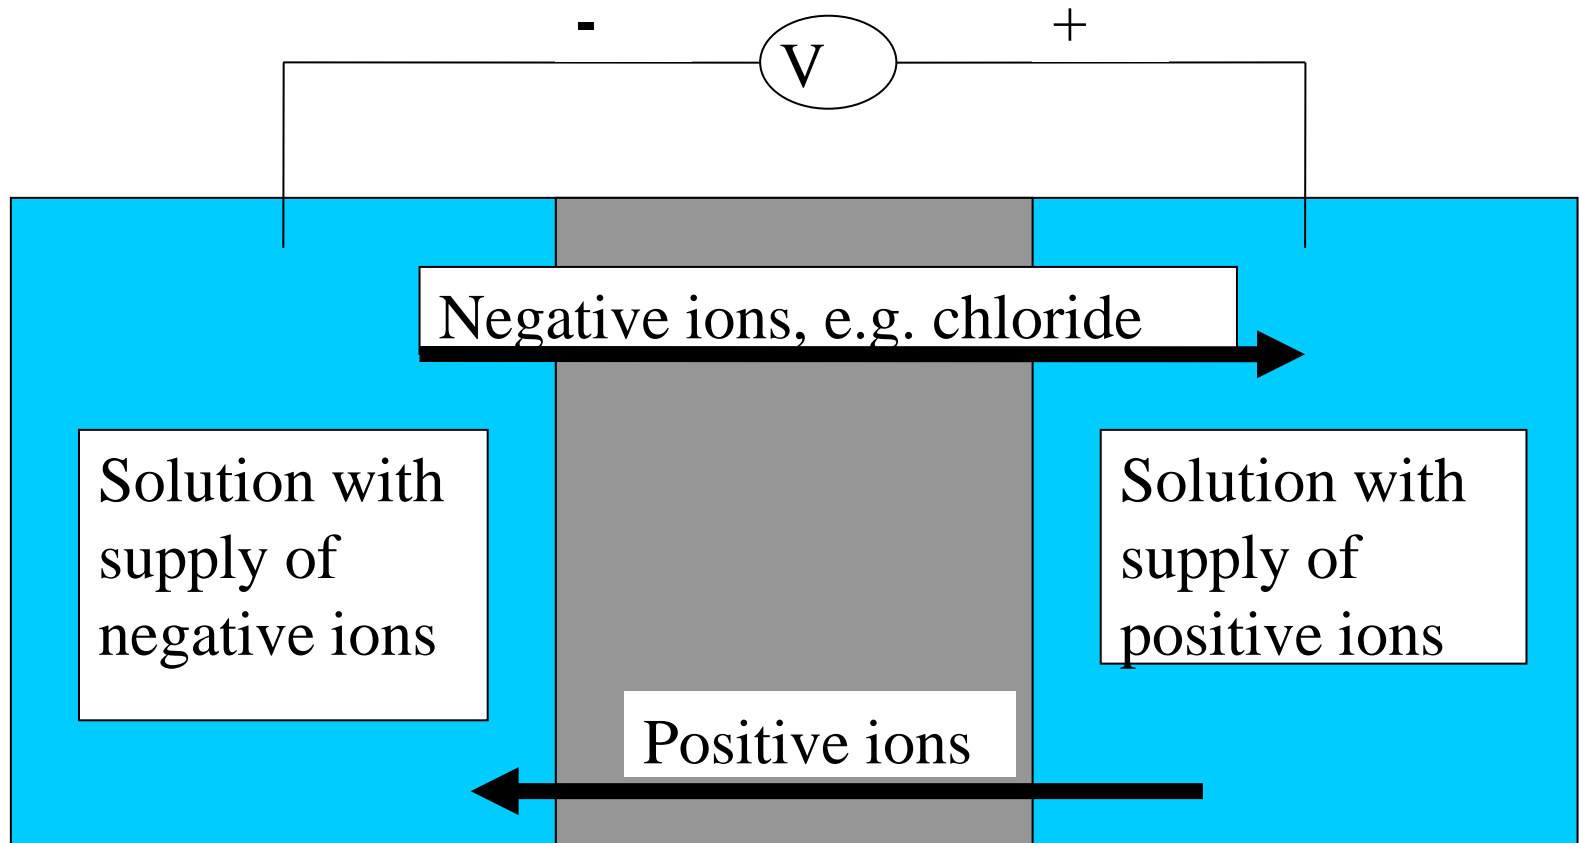 - V +
Negative ions, e.g. chloride
Solution with
supply of
negative ions
Solution with
supply of
positive ions
Positive ions